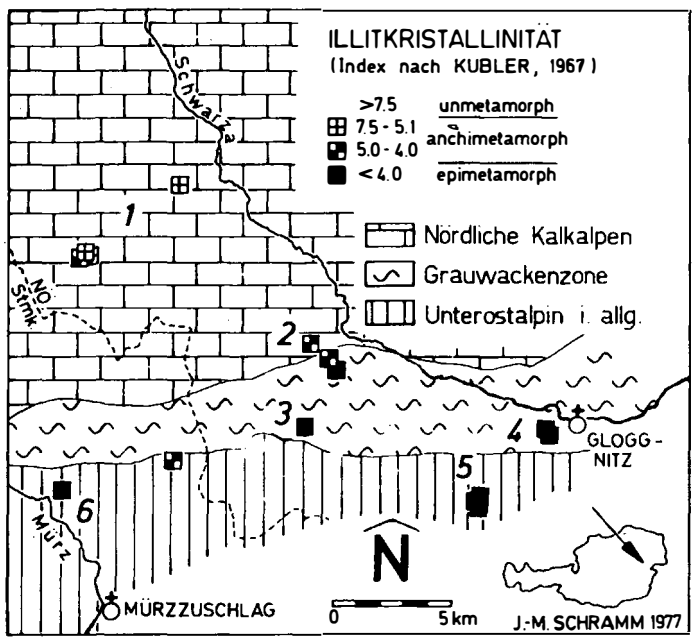 ILLITKRISTALLINITÄT
(Index nach KUBLER, 1967)
>7.5 unmetamorph
7.5 - 5.1
anchimetamorph
5.0 - 4.0
<4.0 epimetamorph
Nördliche Kalkalpen
Grauwackenzone
Unterostalpin i. allg.
Schwarza
1
NÖ
Stmk
2
3
4
GLOGG-
NITZ
5
6
Mürz
MÜRZZUSCHLAG
N
0 5 km
J.-M. SCHRAMM 1977